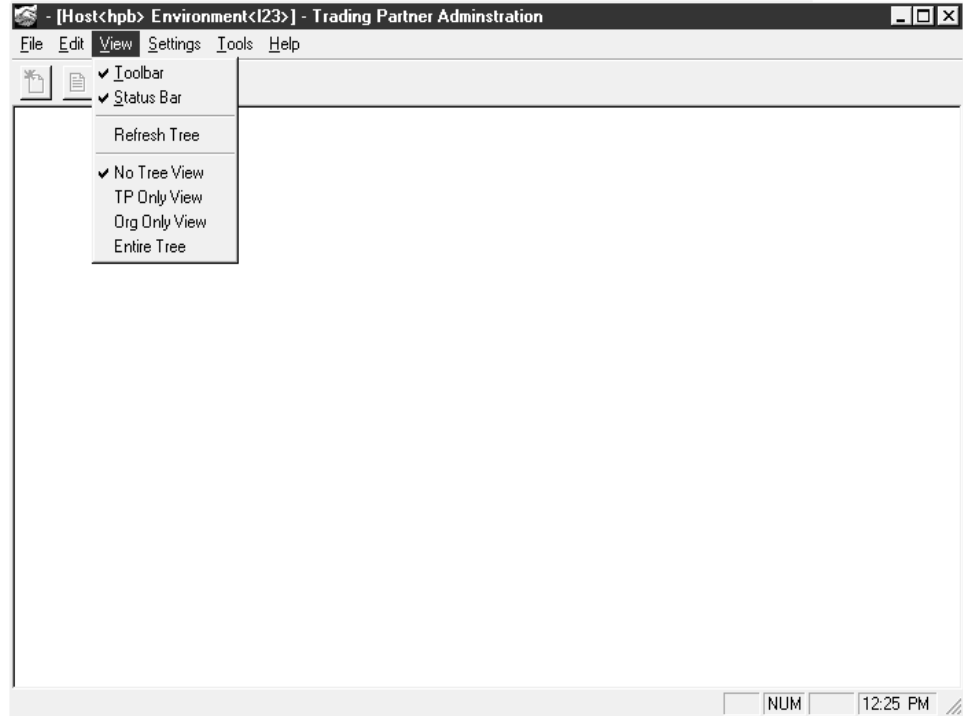 - [Host<hpb> Environment<I23>] - Trading Partner Adminstration
File Edit View Settings Tools Help
Toolbar
Status Bar
Refresh Tree
No Tree View
TP Only View
Org Only View
Entire Tree
NUM 12:25 PM